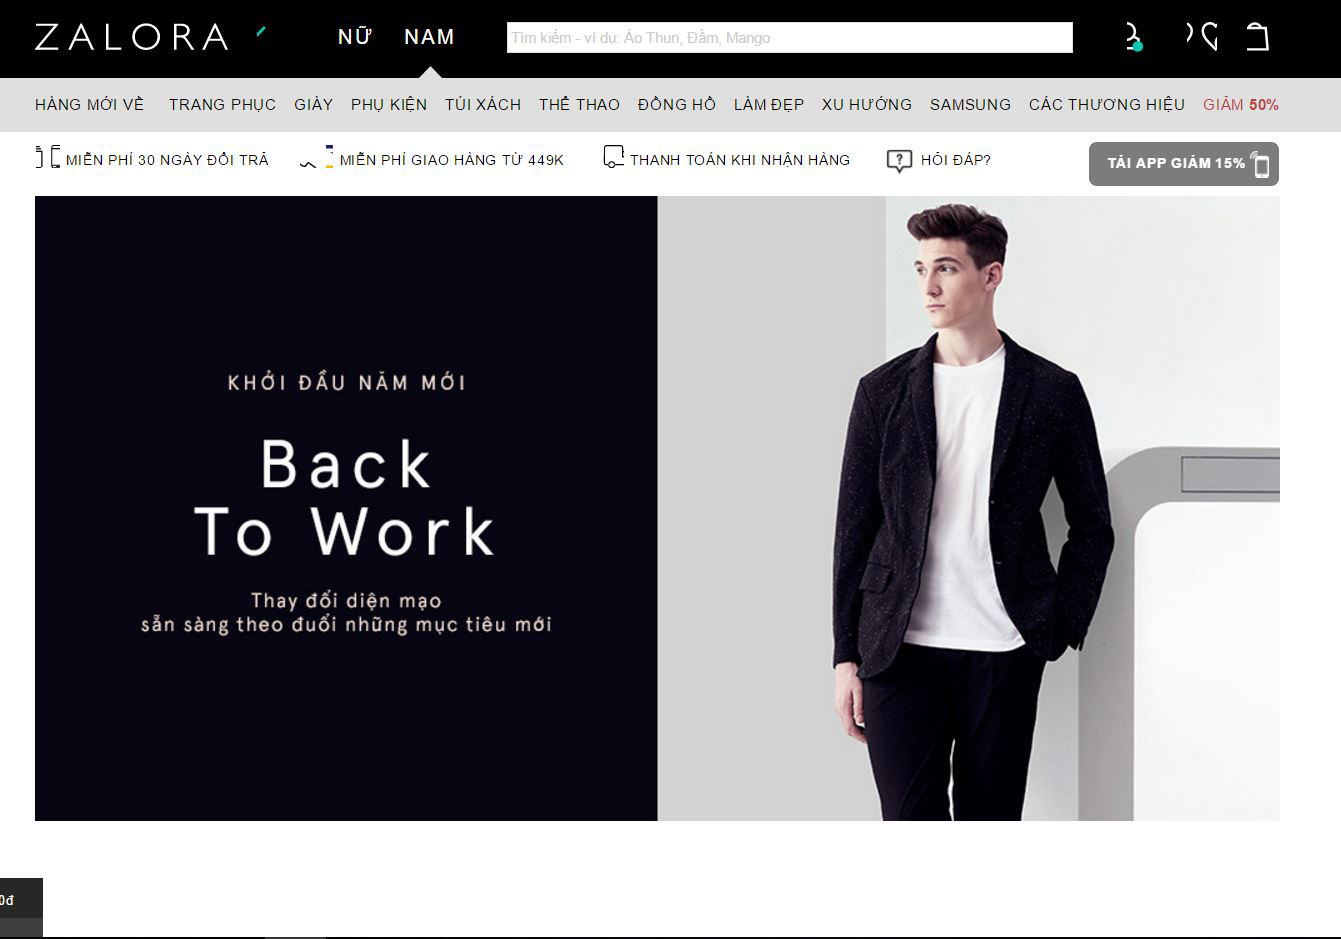 ZALORA
NỮ NAM
Tìm kiếm - ví dụ: Áo Thun, Đầm, Mango
HÀNG MỚI VỀ TRANG PHỤC GIÀY PHỤ KIỆN TÚI XÁCH THỂ THAO ĐỒNG HỒ LÀM ĐẸP XU HƯỚNG SAMSUNG CÁC THƯƠNG HIỆU GIẢM 50%
MIỄN PHÍ 30 NGÀY ĐỔI TRẢ MIỄN PHÍ GIAO HÀNG TỪ 449K THANH TOÁN KHI NHẬN HÀNG ? HỎI ĐÁP? TẢI APP GIẢM 15%
KHỞI ĐẦU NĂM MỚI
Back
To Work
Thay đổi diện mạo
sẵn sàng theo đuổi những mục tiêu mới
0đ